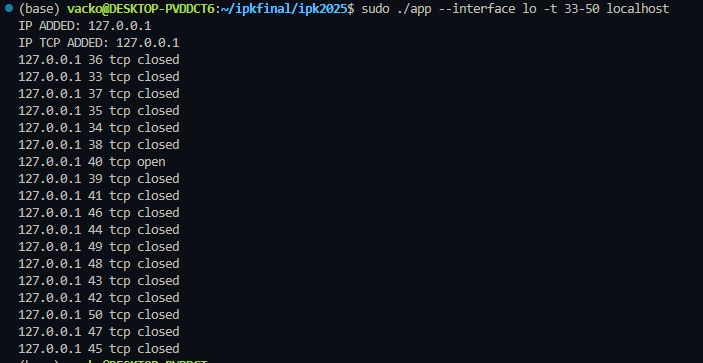 (base) vacko@DESKTOP-PVDDCT6:~/ipkfinal/ipk2025$ sudo ./app --interface lo -t 33-50 localhost
IP ADDED: 127.0.0.1
IP TCP ADDED: 127.0.0.1
127.0.0.1 36 tcp closed
127.0.0.1 33 tcp closed
127.0.0.1 37 tcp closed
127.0.0.1 35 tcp closed
127.0.0.1 34 tcp closed
127.0.0.1 38 tcp closed
127.0.0.1 40 tcp open
127.0.0.1 39 tcp closed
127.0.0.1 41 tcp closed
127.0.0.1 46 tcp closed
127.0.0.1 44 tcp closed
127.0.0.1 49 tcp closed
127.0.0.1 48 tcp closed
127.0.0.1 43 tcp closed
127.0.0.1 42 tcp closed
127.0.0.1 50 tcp closed
127.0.0.1 47 tcp closed
127.0.0.1 45 tcp closed